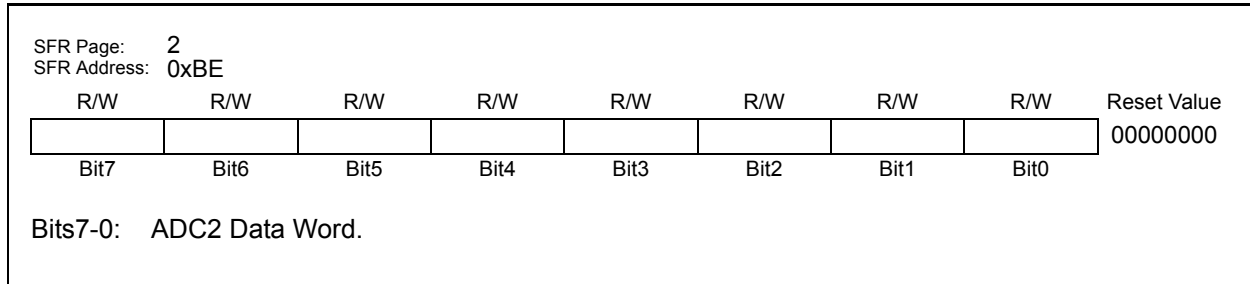 SFR Page: 2
SFR Address: 0xBE
R/W R/W R/W R/W R/W R/W R/W R/W Reset Value
00000000
Bit7 Bit6 Bit5 Bit4 Bit3 Bit2 Bit1 Bit0
Bits7-0: ADC2 Data Word.